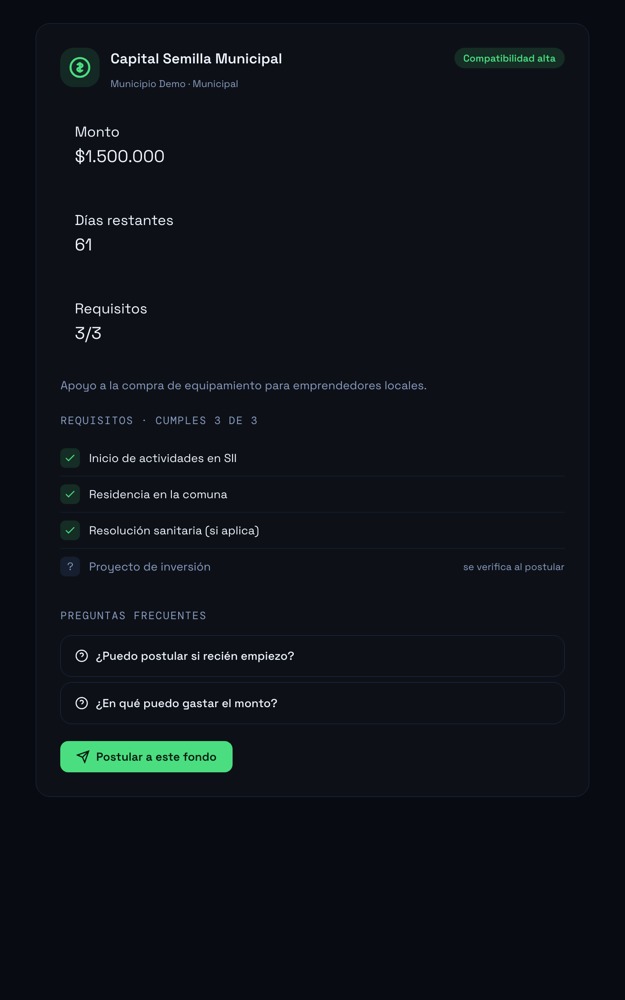 Capital Semilla Municipal
Compatibilidad alta
Municipio Demo · Municipal
Monto
$1.500.000
Días restantes
61
Requisitos
3/3
Apoyo a la compra de equipamiento para emprendedores locales.
REQUISITOS · CUMPLES 3 DE 3
Inicio de actividades en SII
Residencia en la comuna
Resolución sanitaria (si aplica)
? Proyecto de inversión se verifica al postular
PREGUNTAS FRECUENTES
¿Puedo postular si recién empiezo?
¿En qué puedo gastar el monto?
Postular a este fondo